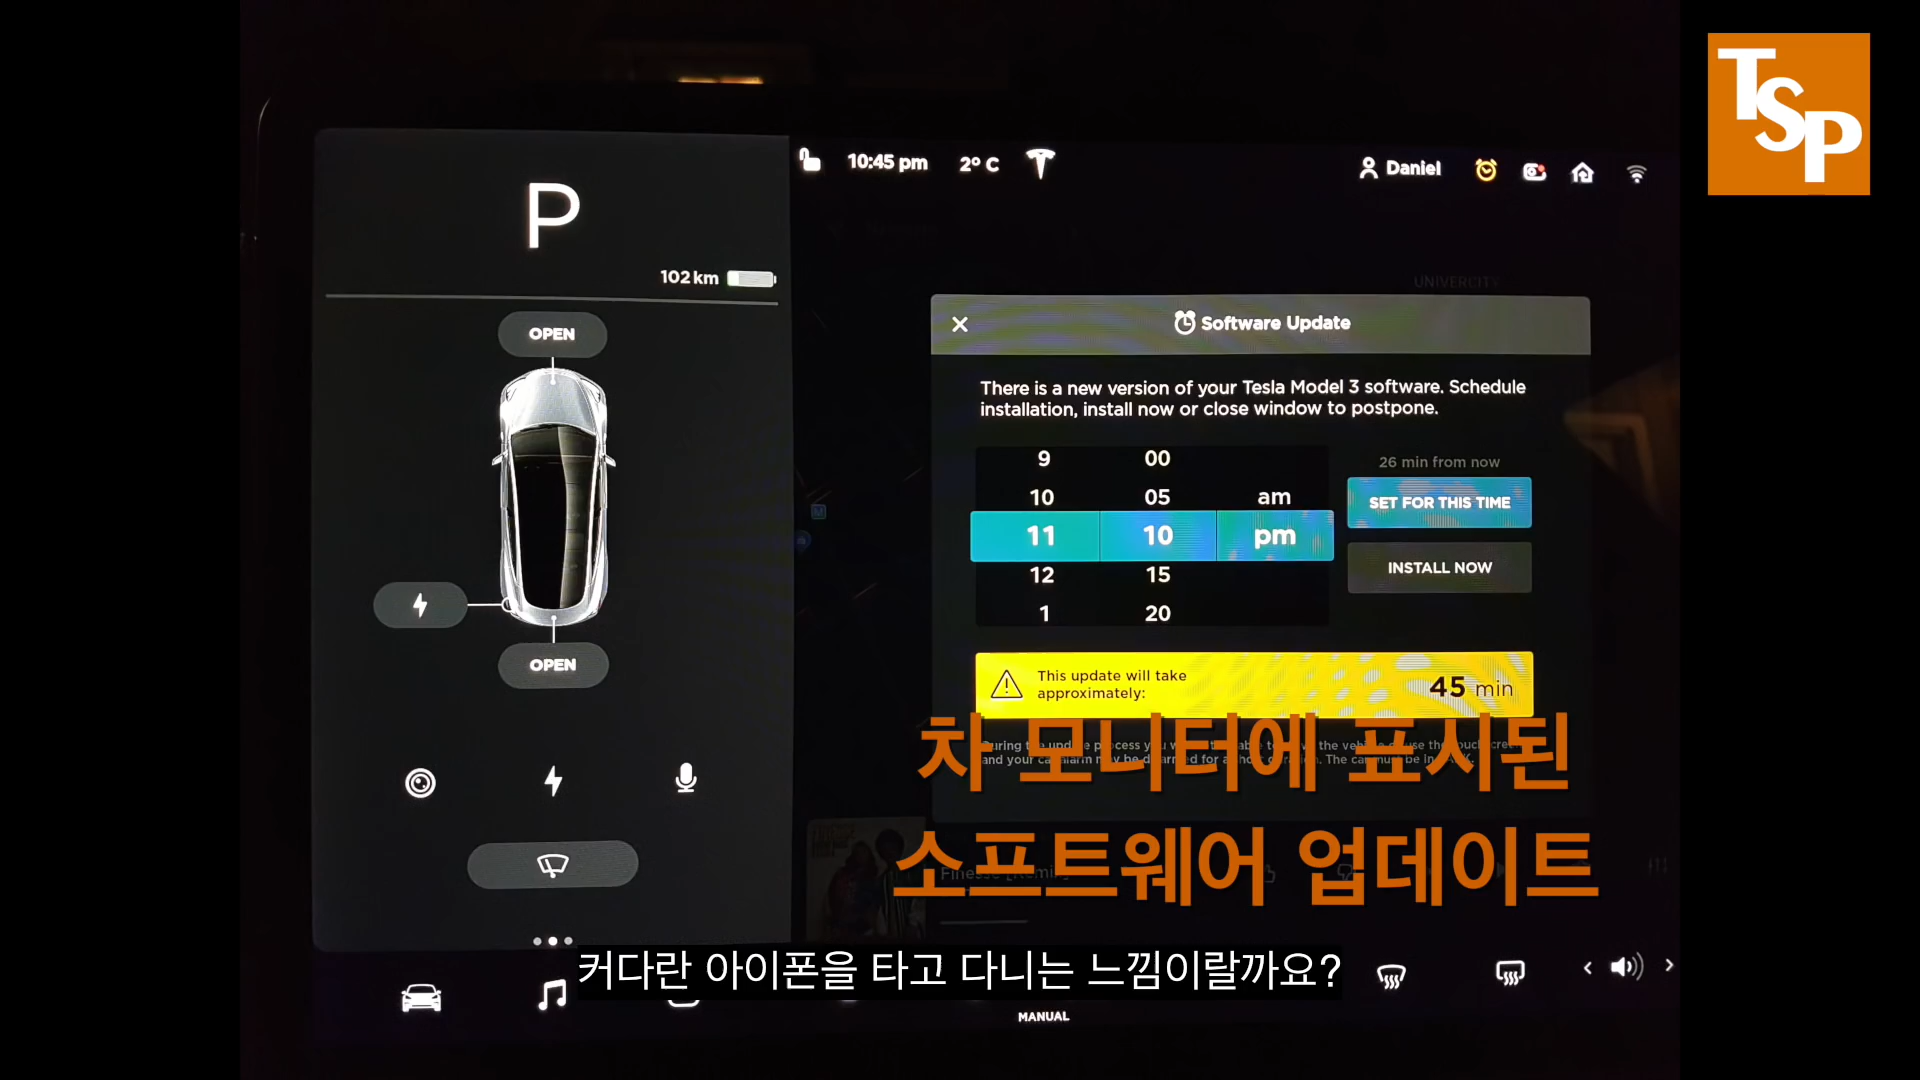 TSP
P
10:45 pm
2° C
Daniel
102 km
OPEN
Software Update
There is a new version of your Tesla Model 3 software. Schedule
installation, install now or close window to postpone.
9 00
10 05 am
11 10 pm
12 15
1 20
26 min from now
SET FOR THIS TIME
INSTALL NOW
OPEN
This update will take
approximately:
45 min
차 모니터에 표시된
소프트웨어 업데이트
커다란 아이폰을 타고 다니는 느낌이랄까요?
MANUAL